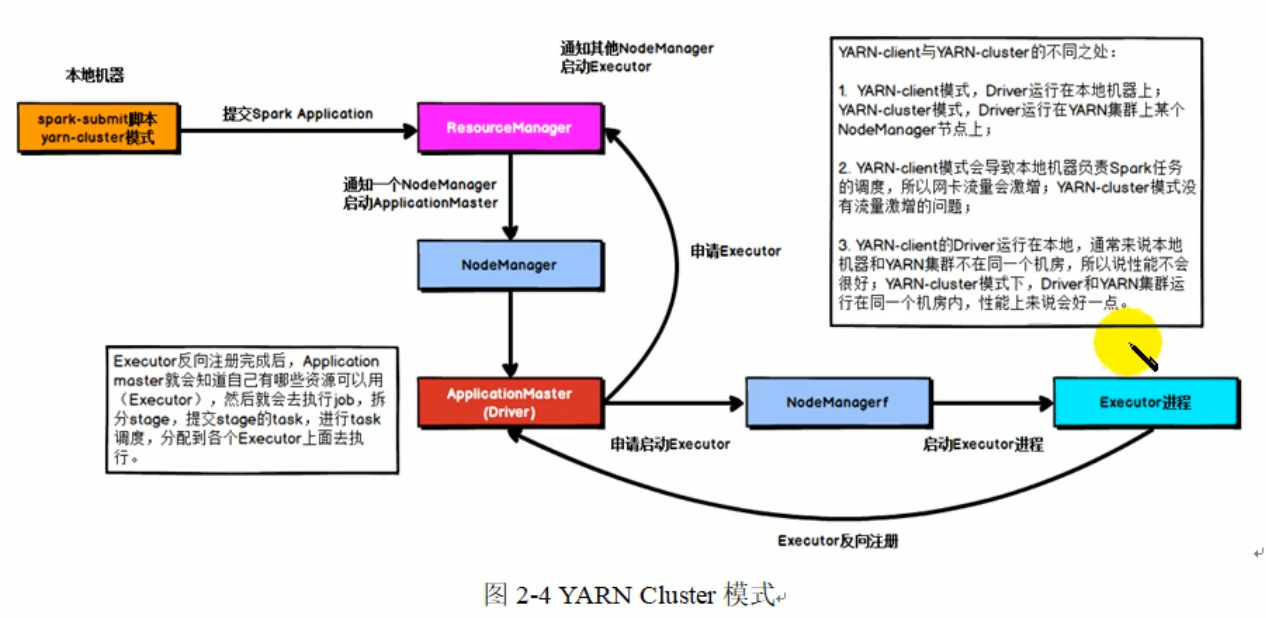 通知其他NodeManager
启动Executor
本地机器
spark-submit脚本
yarn-cluster模式
提交Spark Application
ResourceManager
通知一个NodeManager
启动ApplicationMaster
NodeManager
申请Executor
YARN-client与YARN-cluster的不同之处：
1. YARN-client模式，Driver运行在本地机器上；
YARN-cluster模式，Driver运行在YARN集群上某个
NodeManager节点上；
2. YARN-client模式会导致本地机器负责Spark任务
的调度，所以网卡流量会激增；YARN-cluster模式没
有流量激增的问题；
3. YARN-client的Driver运行在本地，通常来说本地
机器和YARN集群不在同一个机房，所以说性能不会
很好；YARN-cluster模式下，Driver和YARN集群运
行在同一个机房内，性能上来说会好一点。
Executor反向注册完成后，Application
master就会知道自己有哪些资源可以用
（Executor），然后就会去执行job，拆
分stage，提交stage的task，进行task
调度，分配到各个Executor上面去执
行。
ApplicationMaster
(Driver)
申请启动Executor
NodeManagerf
启动Executor进程
Executor进程
Executor反向注册
图 2-4 YARN Cluster 模式